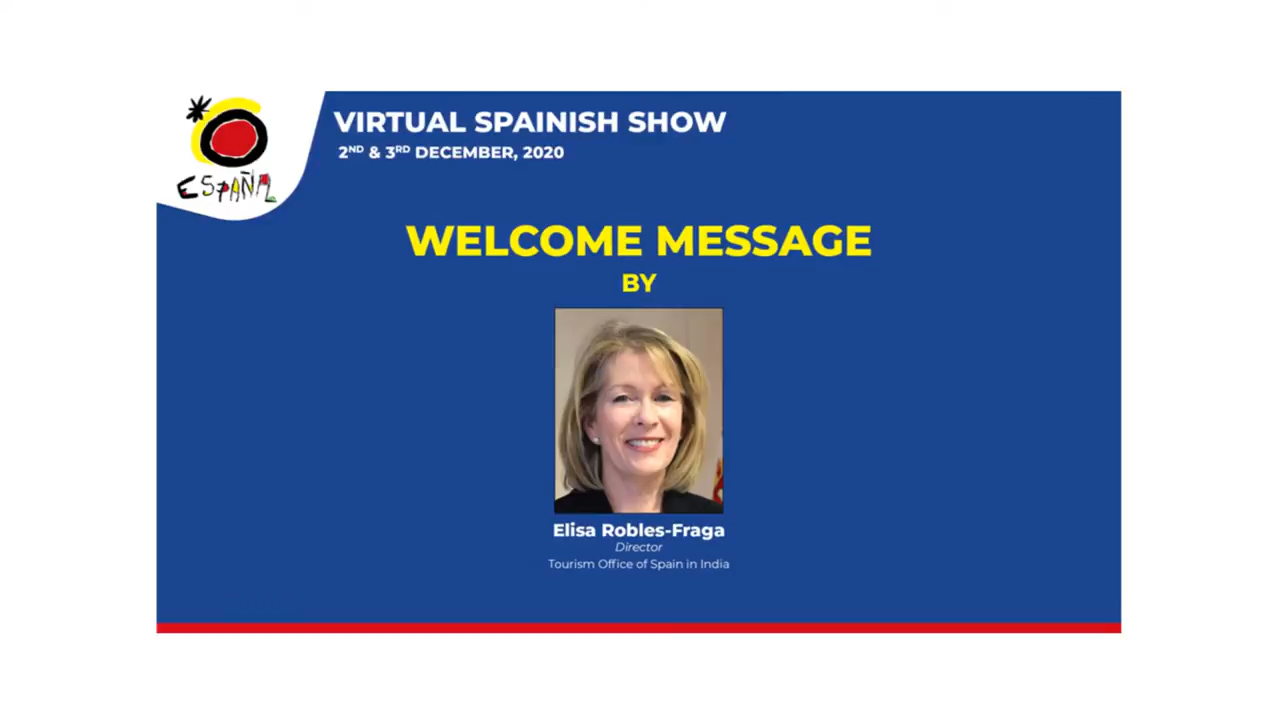 ESPAÑA
VIRTUAL SPAINISH SHOW
2ND & 3RD DECEMBER, 2020
WELCOME MESSAGE
BY
Elisa Robles-Fraga
Director
Tourism Office of Spain in India